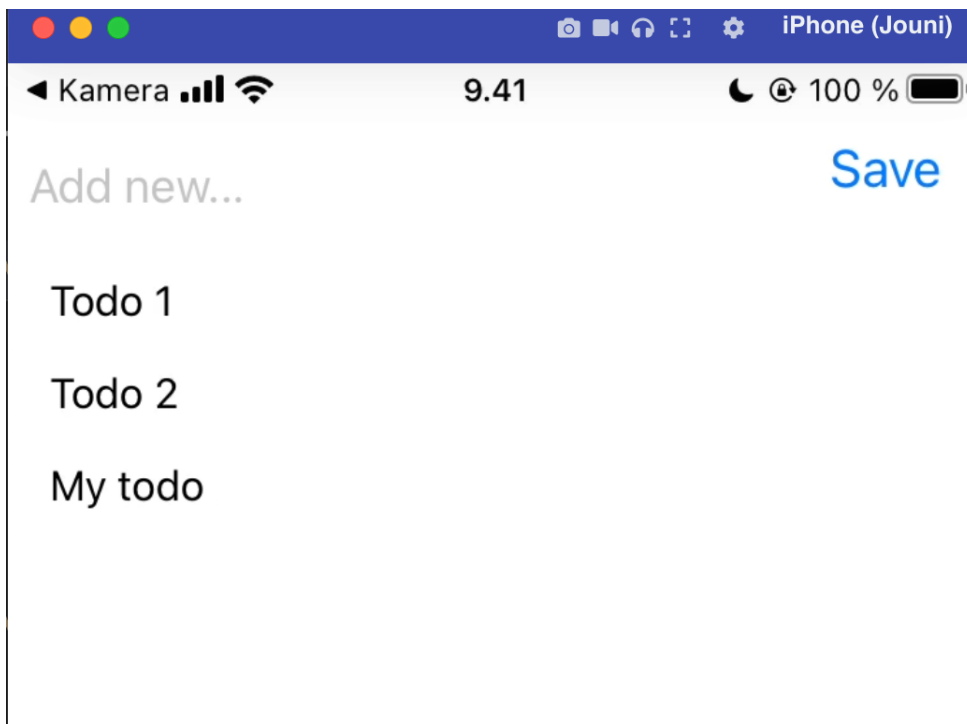 iPhone (Jouni)
Kamera 9.41 100 %
Save
Add new...
Todo 1
Todo 2
My todo